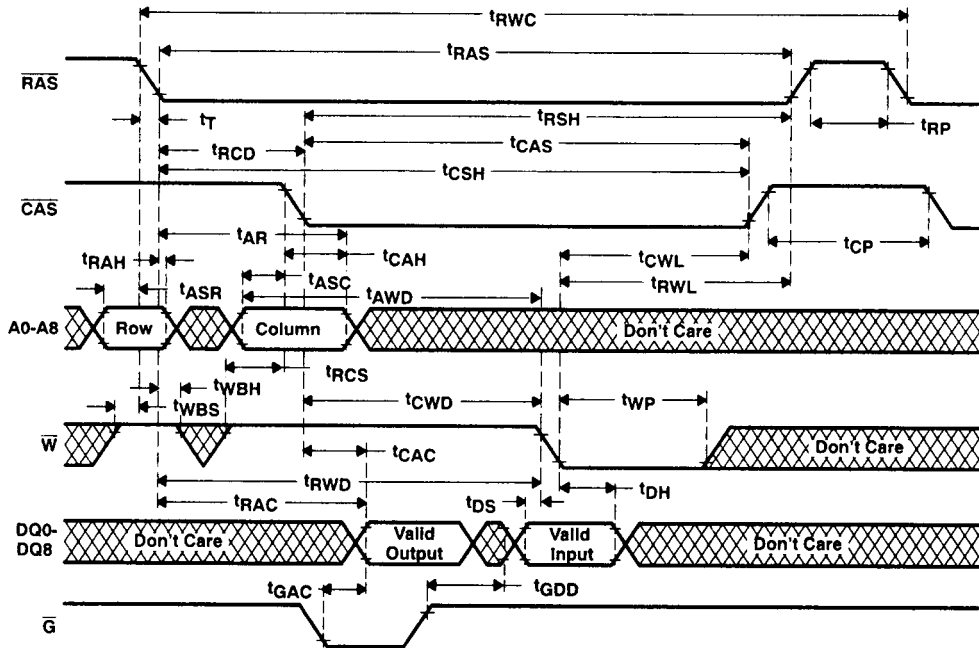 tRWC
tRAS
RAS
tT
tRSH
tRP
tRCD
tCAS
tCSH
CAS
tAR
tRAH
tCAH
tCWL
tCP
tASR
tASC
tAWD
tRWL
A0-A8
Row
Column
Don't Care
tRCS
tWBH
tWBS
tCWD
tWP
W
tCAC
Don't Care
tRWD
tRAC
tDS
tDH
DQ0-
DQ8
Don't Care
Valid
Output
Valid
Input
Don't Care
tGAC
tGDD
G